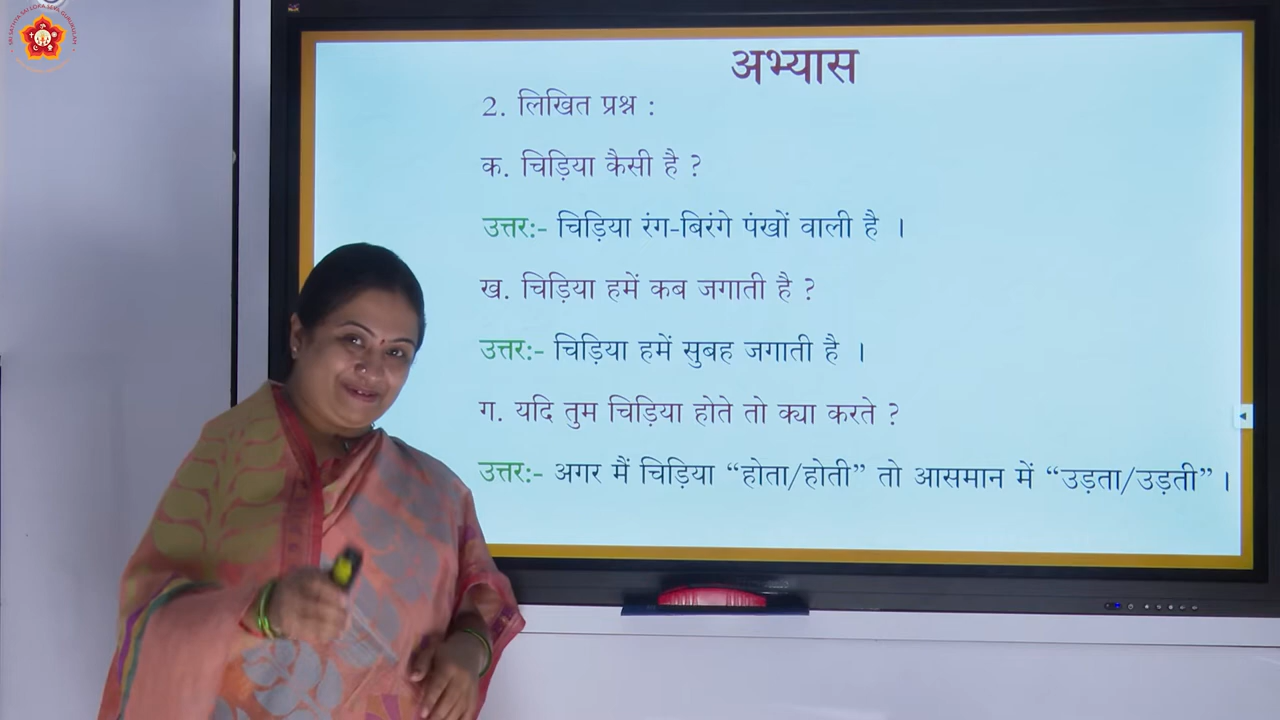 अभ्यास
2. लिखित प्रश्न :
क. चिड़िया कैसी है ?
उत्तर:- चिड़िया रंग-बिरंगे पंखों वाली है ।
ख. चिड़िया हमें कब जगाती है ?
उत्तर:- चिड़िया हमें सुबह जगाती है ।
ग. यदि तुम चिड़िया होते तो क्या करते ?
उत्तर:- अगर मैं चिड़िया “होता/होती” तो आसमान में “उड़ता/उड़ती” ।